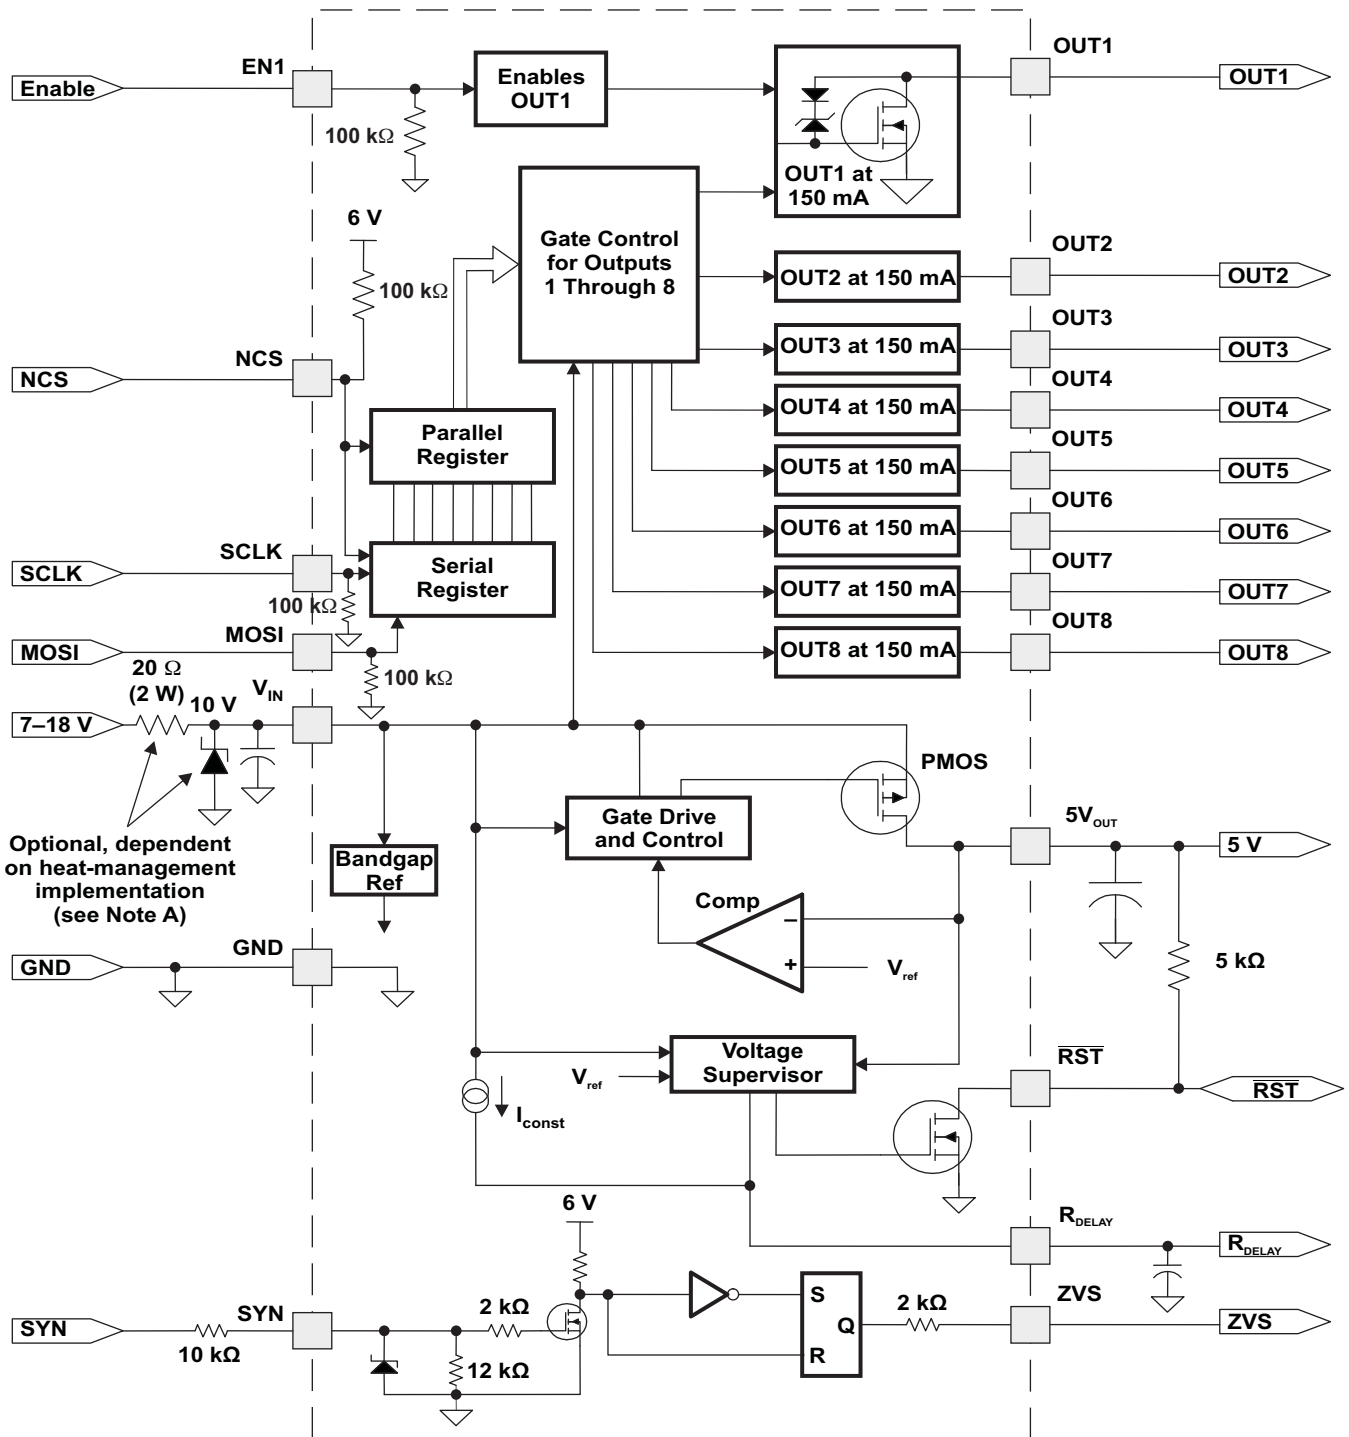 EN1
Enable
Enables
OUT1
100 kΩ
OUT1 at
150 mA
OUT1
OUT1
6 V
100 kΩ
Gate Control
for Outputs
1 Through 8
OUT2 at 150 mA
OUT2
OUT2
OUT3 at 150 mA
OUT3
OUT3
NCS
NCS
OUT4 at 150 mA
OUT4
OUT4
Parallel
Register
OUT5 at 150 mA
OUT5
OUT5
OUT6 at 150 mA
OUT6
OUT6
SCLK
SCLK
100 kΩ
Serial
Register
OUT7 at 150 mA
OUT7
OUT7
MOSI
MOSI
100 kΩ
OUT8 at 150 mA
OUT8
OUT8
20 Ω
(2 W)
10 V
VIN
7–18 V
PMOS
Optional, dependent
on heat-management
implementation
(see Note A)
Bandgap
Ref
Gate Drive
and Control
5VOUT
5 V
Comp
–
+
Vref
5 kΩ
GND
GND
Voltage
Supervisor
Vref
Iconst
RST
RST
6 V
RDELAY
RDELAY
SYN
SYN
10 kΩ
2 kΩ
12 kΩ
S
Q
R
2 kΩ
ZVS
ZVS